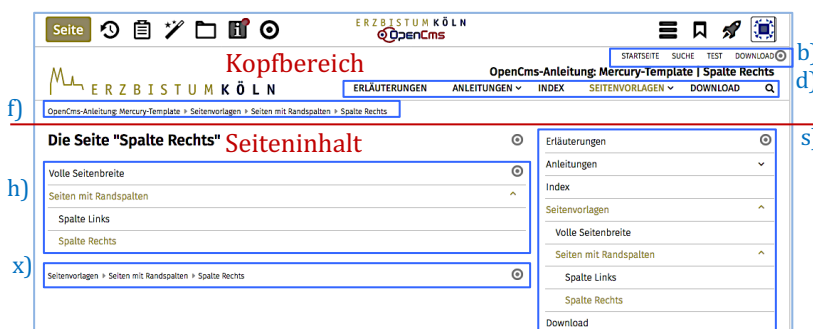 Seite
ERZBISTUM KÖLN
OpenCms
STARTSEITE SUCHE TEST DOWNLOAD
b)
Kopfbereich
OpenCms-Anleitung: Mercury-Template | Spalte Rechts
ERZBISTUM KÖLN
ERLÄUTERUNGEN ANLEITUNGEN INDEX SEITENVORLAGEN DOWNLOAD
d)
f)
OpenCms-Anleitung: Mercury-Template Seitenvorlagen Seiten mit Randspalten Spalte Rechts
Die Seite "Spalte Rechts"
Seiteninhalt
s)
h)
Volle Seitenbreite
Seiten mit Randspalten
Spalte Links
Spalte Rechts
x)
Seitenvorlagen Seiten mit Randspalten Spalte Rechts
Erläuterungen
Anleitungen
Index
Seitenvorlagen
Volle Seitenbreite
Seiten mit Randspalten
Spalte Links
Spalte Rechts
Download